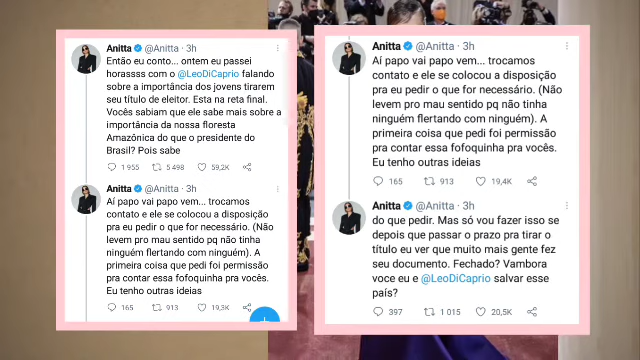 Anitta @Anitta · 3h
Então eu conto... ontem eu passei
horassss com o @LeoDiCaprio falando
sobre a importância dos jovens tirarem
seu título de eleitor. Esta na reta final.
Vocês sabiam que ele sabe mais sobre a
importância da nossa floresta
Amazônica do que o presidente do
Brasil? Pois sabe
1 955 5 498 59,2K
Anitta @Anitta · 3h
Aí papo vai papo vem... trocamos
contato e ele se colocou a disposição
pra eu pedir o que for necessário. (Não
levem pro mau sentido pq não tinha
ninguém flertando com ninguém). A
primeira coisa que pedi foi permissão
pra contar essa fofoquinha pra vocês.
Eu tenho outras ideias
165 913 19,3K
Anitta @Anitta · 3h
Aí papo vai papo vem... trocamos
contato e ele se colocou a disposição
pra eu pedir o que for necessário. (Não
levem pro mau sentido pq não tinha
ninguém flertando com ninguém). A
primeira coisa que pedi foi permissão
pra contar essa fofoquinha pra vocês.
Eu tenho outras ideias
165 913 19,4K
Anitta @Anitta · 3h
do que pedir. Mas só vou fazer isso se
depois que passar o prazo pra tirar o
título eu ver que muito mais gente fez
seu documento. Fechado? Vambora
voce eu e @LeoDiCaprio salvar esse
país?
397 1 015 20,5K